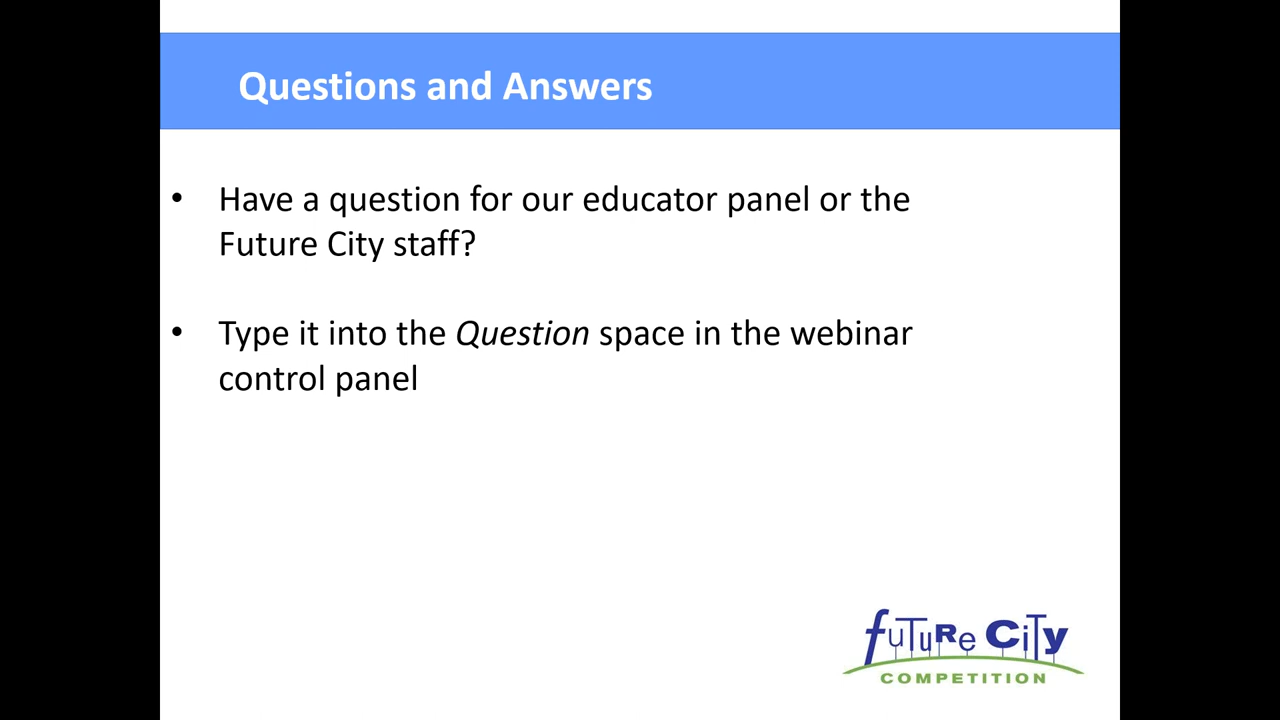 Questions and Answers
• Have a question for our educator panel or the
Future City staff?
• Type it into the Question space in the webinar
control panel
fuTuRe CiTy
COMPETITION